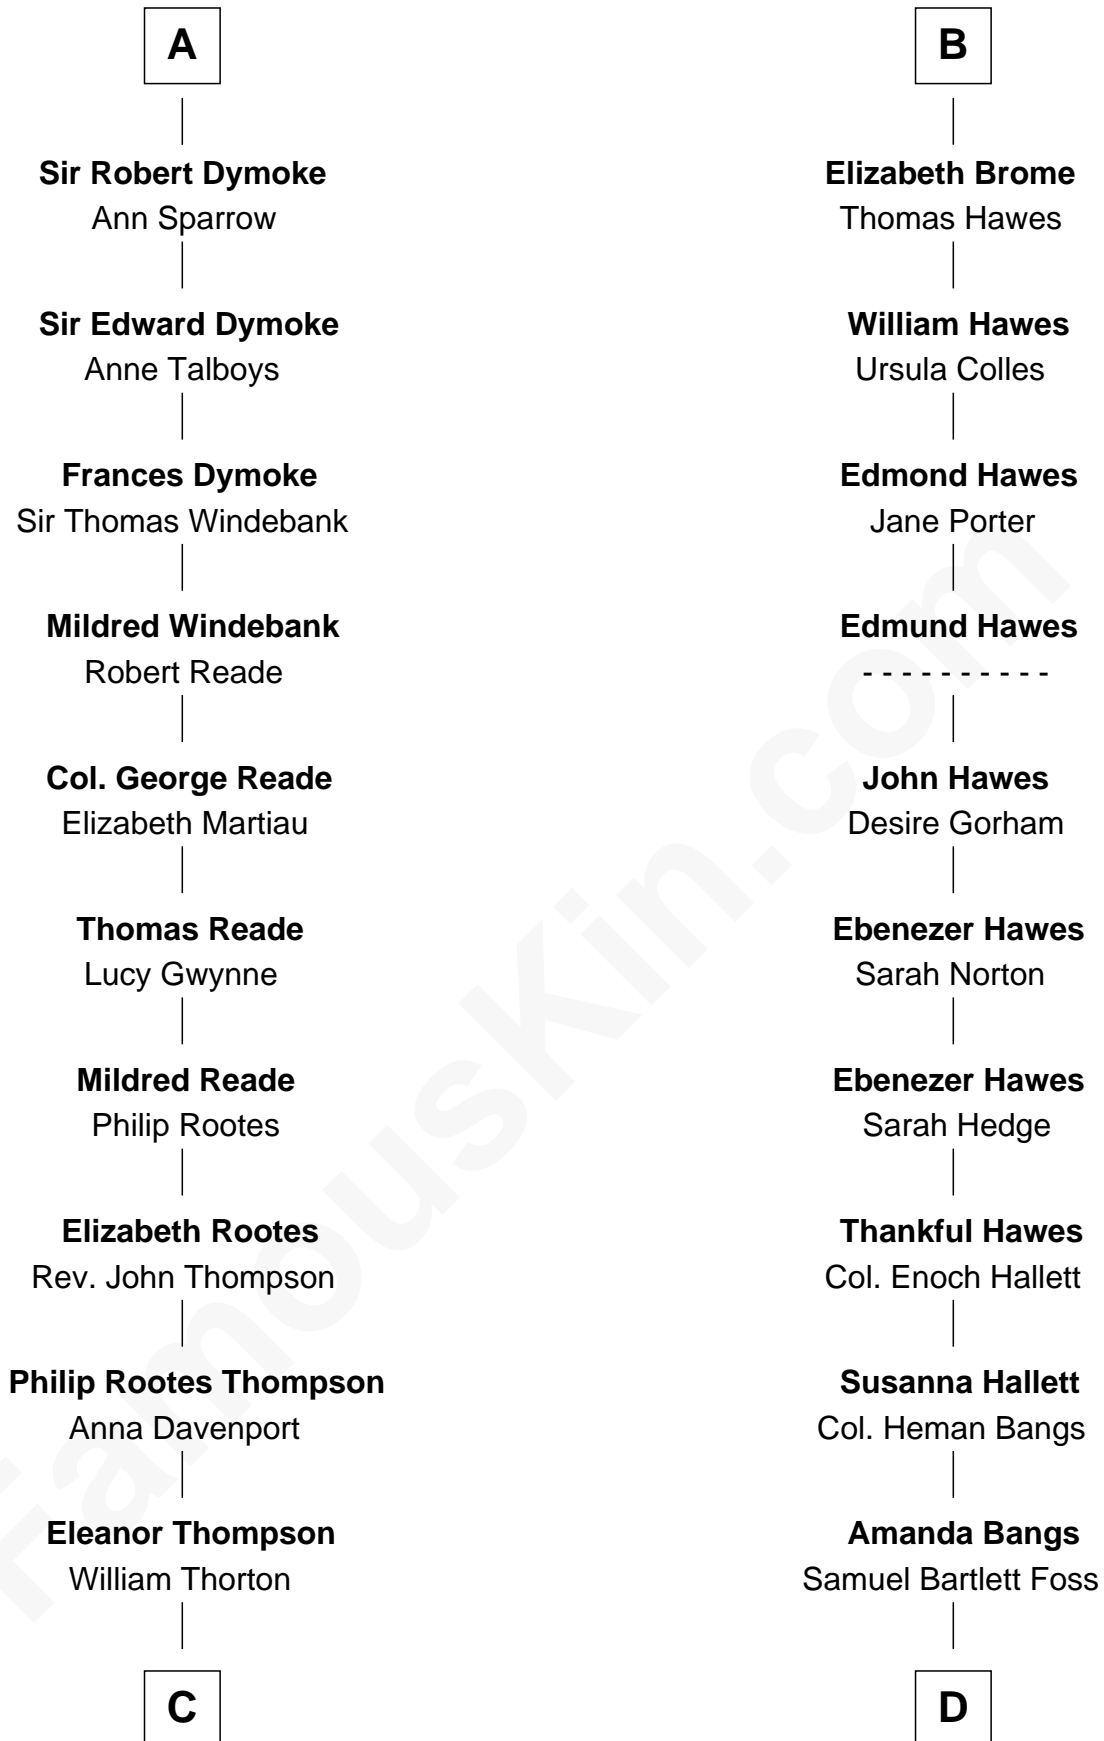 A
Sir Robert Dymoke
Ann Sparrow
Sir Edward Dymoke
Anne Talboys
Frances Dymoke
Sir Thomas Windebank
Mildred Windebank
Robert Reade
Col. George Reade
Elizabeth Martiau
Thomas Reade
Lucy Gwynne
Mildred Reade
Philip Rootes
Elizabeth Rootes
Rev. John Thompson
Philip Rootes Thompson
Anna Davenport
Eleanor Thompson
William Thorton
C
B
Elizabeth Brome
Thomas Hawes
William Hawes
Ursula Colles
Edmond Hawes
Jane Porter
Edmund Hawes
- - - - - - - - - -
John Hawes
Desire Gorham
Ebenezer Hawes
Sarah Norton
Ebenezer Hawes
Sarah Hedge
Thankful Hawes
Col. Enoch Hallett
Susanna Hallett
Col. Heman Bangs
Amanda Bangs
Samuel Bartlett Foss
D
FamousKin.com